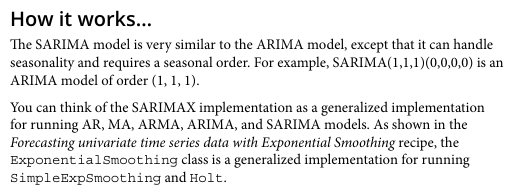 How it works...
The SARIMA model is very similar to the ARIMA model, except that it can handle
seasonality and requires a seasonal order. For example, SARIMA(1,1,1)(0,0,0,0) is an
ARIMA model of order (1, 1, 1).
You can think of the SARIMAX implementation as a generalized implementation
for running AR, MA, ARMA, ARIMA, and SARIMA models. As shown in the
Forecasting univariate time series data with Exponential Smoothing recipe, the
ExponentialSmoothing class is a generalized implementation for running
SimpleExpSmoothing and Holt.